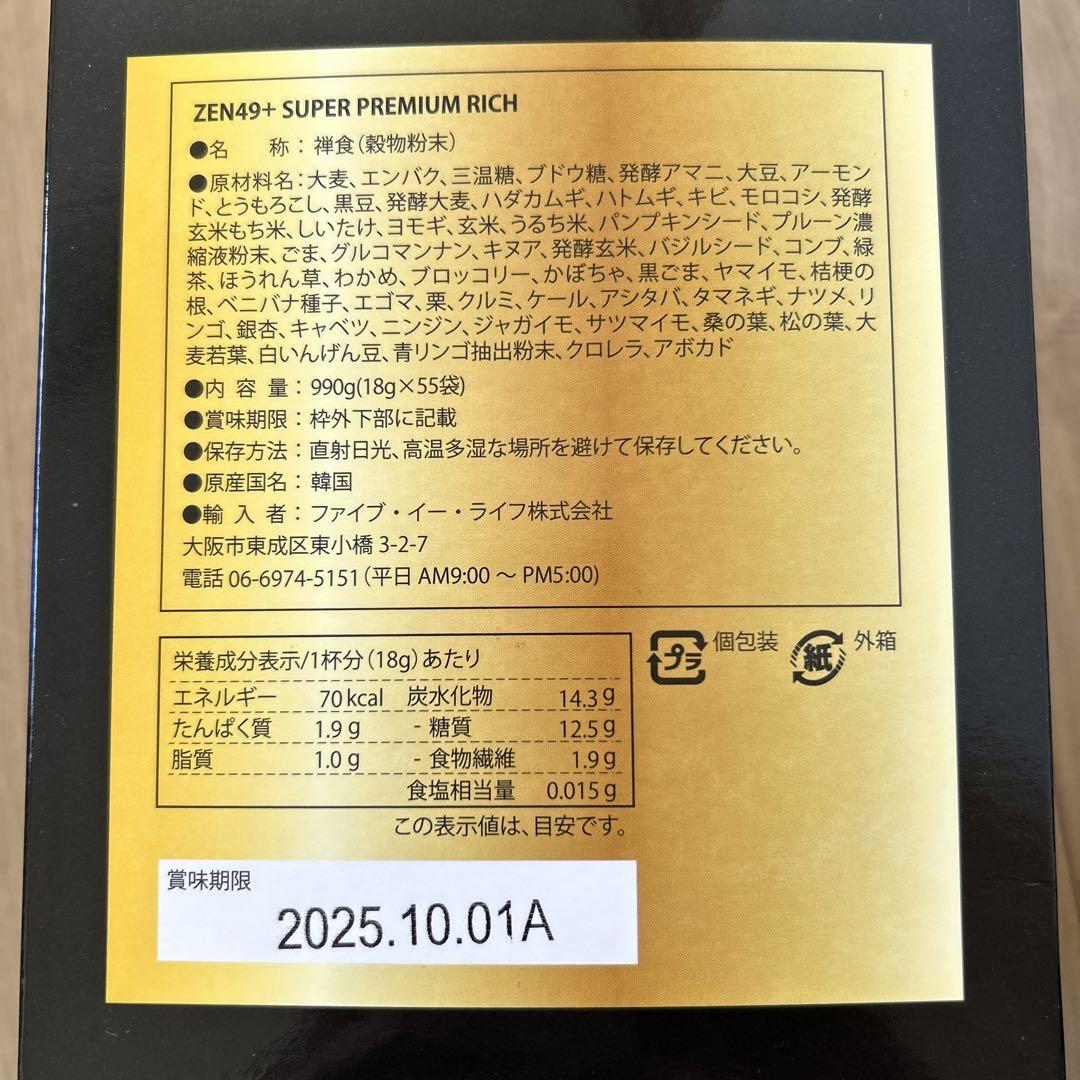 ZEN49+ SUPER PREMIUM RICH
●名　　称：禅食（穀物粉末）
●原材料名：大麦、エンバク、三温糖、ブドウ糖、発酵アマニ、大豆、アーモン
ド、とうもろこし、黒豆、発酵大麦、ハダカムギ、ハトムギ、キビ、モロコシ、発酵
玄米もち米、しいたけ、ヨモギ、玄米、うるち米、パンプキンシード、プルーン濃
縮液粉末、ごま、グルコマンナン、キヌア、発酵玄米、バジルシード、コンブ、緑
茶、ほうれん草、わかめ、ブロッコリー、かぼちゃ、黒ごま、ヤマイモ、桔梗の
根、ベニバナ種子、エゴマ、栗、クルミ、ケール、アシタバ、タマネギ、ナツメ、リ
ンゴ、銀杏、キャベツ、ニンジン、ジャガイモ、サツマイモ、桑の葉、松の葉、大
麦若葉、白いんげん豆、青リンゴ抽出粉末、クロレラ、アボカド
●内 容 量：990g(18g×55袋)
●賞味期限：枠外下部に記載
●保存方法：直射日光、高温多湿な場所を避けて保存してください。
●原産国名：韓国
●輸 入 者：ファイブ・イー・ライフ株式会社
大阪市東成区東小橋 3-2-7
電話 06-6974-5151（平日 AM9:00 ～ PM5:00)
プラ 個包装 紙 外箱
栄養成分表示/1杯分（18g）あたり
エネルギー 70 kcal 炭水化物 14.3 g
たんぱく質 1.9 g - 糖質 12.5 g
脂質 1.0 g - 食物繊維 1.9 g
食塩相当量 0.015 g
この表示値は、目安です。
賞味期限
2025.10.01A